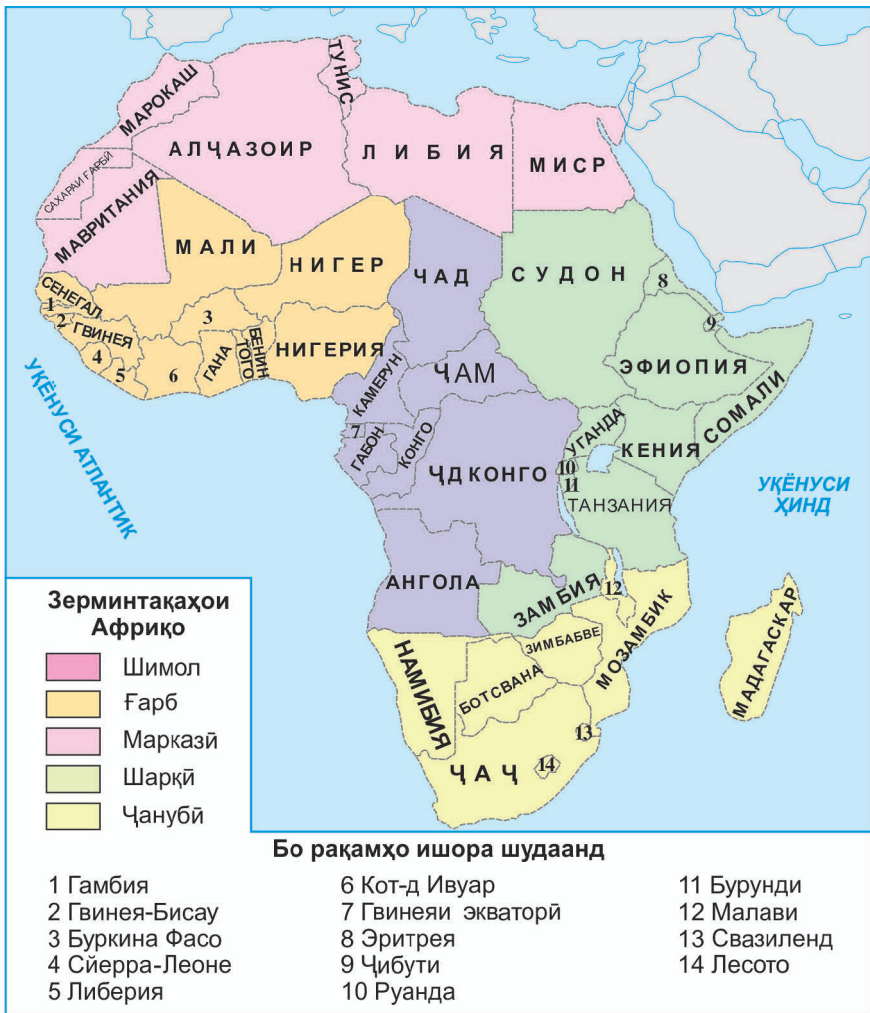 ТУНИС
МАРОКАШ
АЛҶАЗОИР
ЛИБИЯ
МИСР
САХАРАИ ҒАРБӢ
МАВРИТАНИЯ
МАЛИ
НИГЕР
ЧАД
СУДОН
8
СЕНЕГАЛ
1
2
ГВИНЕЯ
3
9
4
5
6
ГАНА
ТОГО
БЕНИН
НИГЕРИЯ
КАМЕРУН
ҶАМ
ЭФИОПИЯ
СОМАЛИ
7
ГАБОН
КОНГО
ҶД КОНГО
УГАНДА
КЕНИЯ
10
11
ТАНЗАНИЯ
УҚЁНУСИ АТЛАНТИК
УҚЁНУСИ
ҲИНД
АНГОЛА
ЗАМБИЯ
12
МОЗАМБИК
ЗИМБАБВЕ
НАМИБИЯ
БОТСВАНА
МАДАГАСКАР
13
ҶАҶ
14
Зерминтақаҳои
Африқо
Шимол
Ғарб
Марказӣ
Шарқӣ
Ҷанубӣ
Бо рақамҳо ишора шудаанд
1 Гамбия
2 Гвинея-Бисау
3 Буркина Фасо
4 Сйерра-Леоне
5 Либерия
6 Кот-д Ивуар
7 Гвинеяи экваторӣ
8 Эритрея
9 Ҷибути
10 Руанда
11 Бурунди
12 Малави
13 Свазиленд
14 Лесото